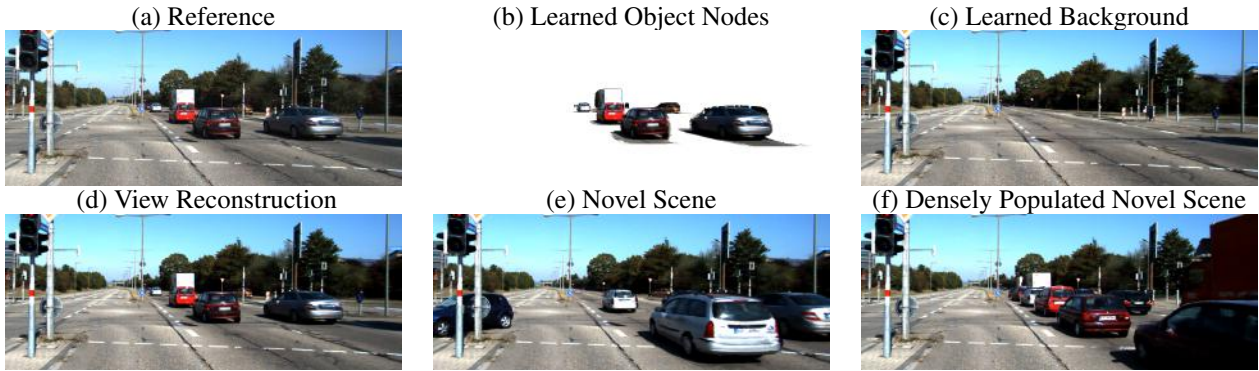 (a) Reference
(b) Learned Object Nodes
(c) Learned Background
(d) View Reconstruction
(e) Novel Scene
(f) Densely Populated Novel Scene